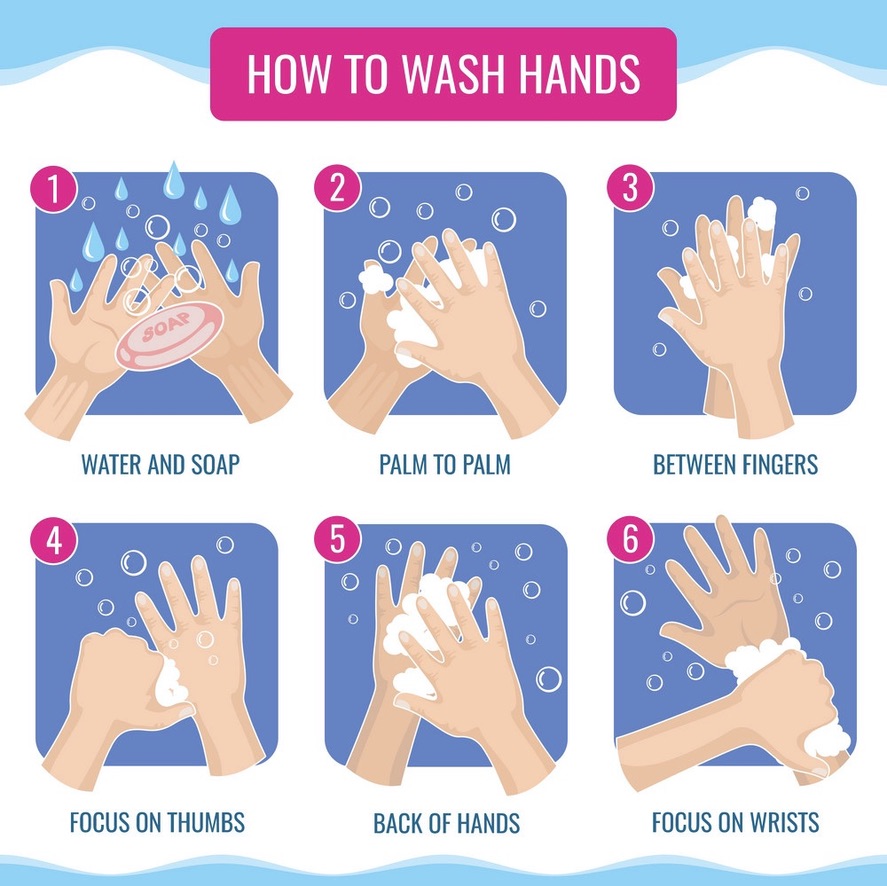 HOW TO WASH HANDS
1
SOAP
WATER AND SOAP
2
PALM TO PALM
3
BETWEEN FINGERS
4
FOCUS ON THUMBS
5
BACK OF HANDS
6
FOCUS ON WRISTS